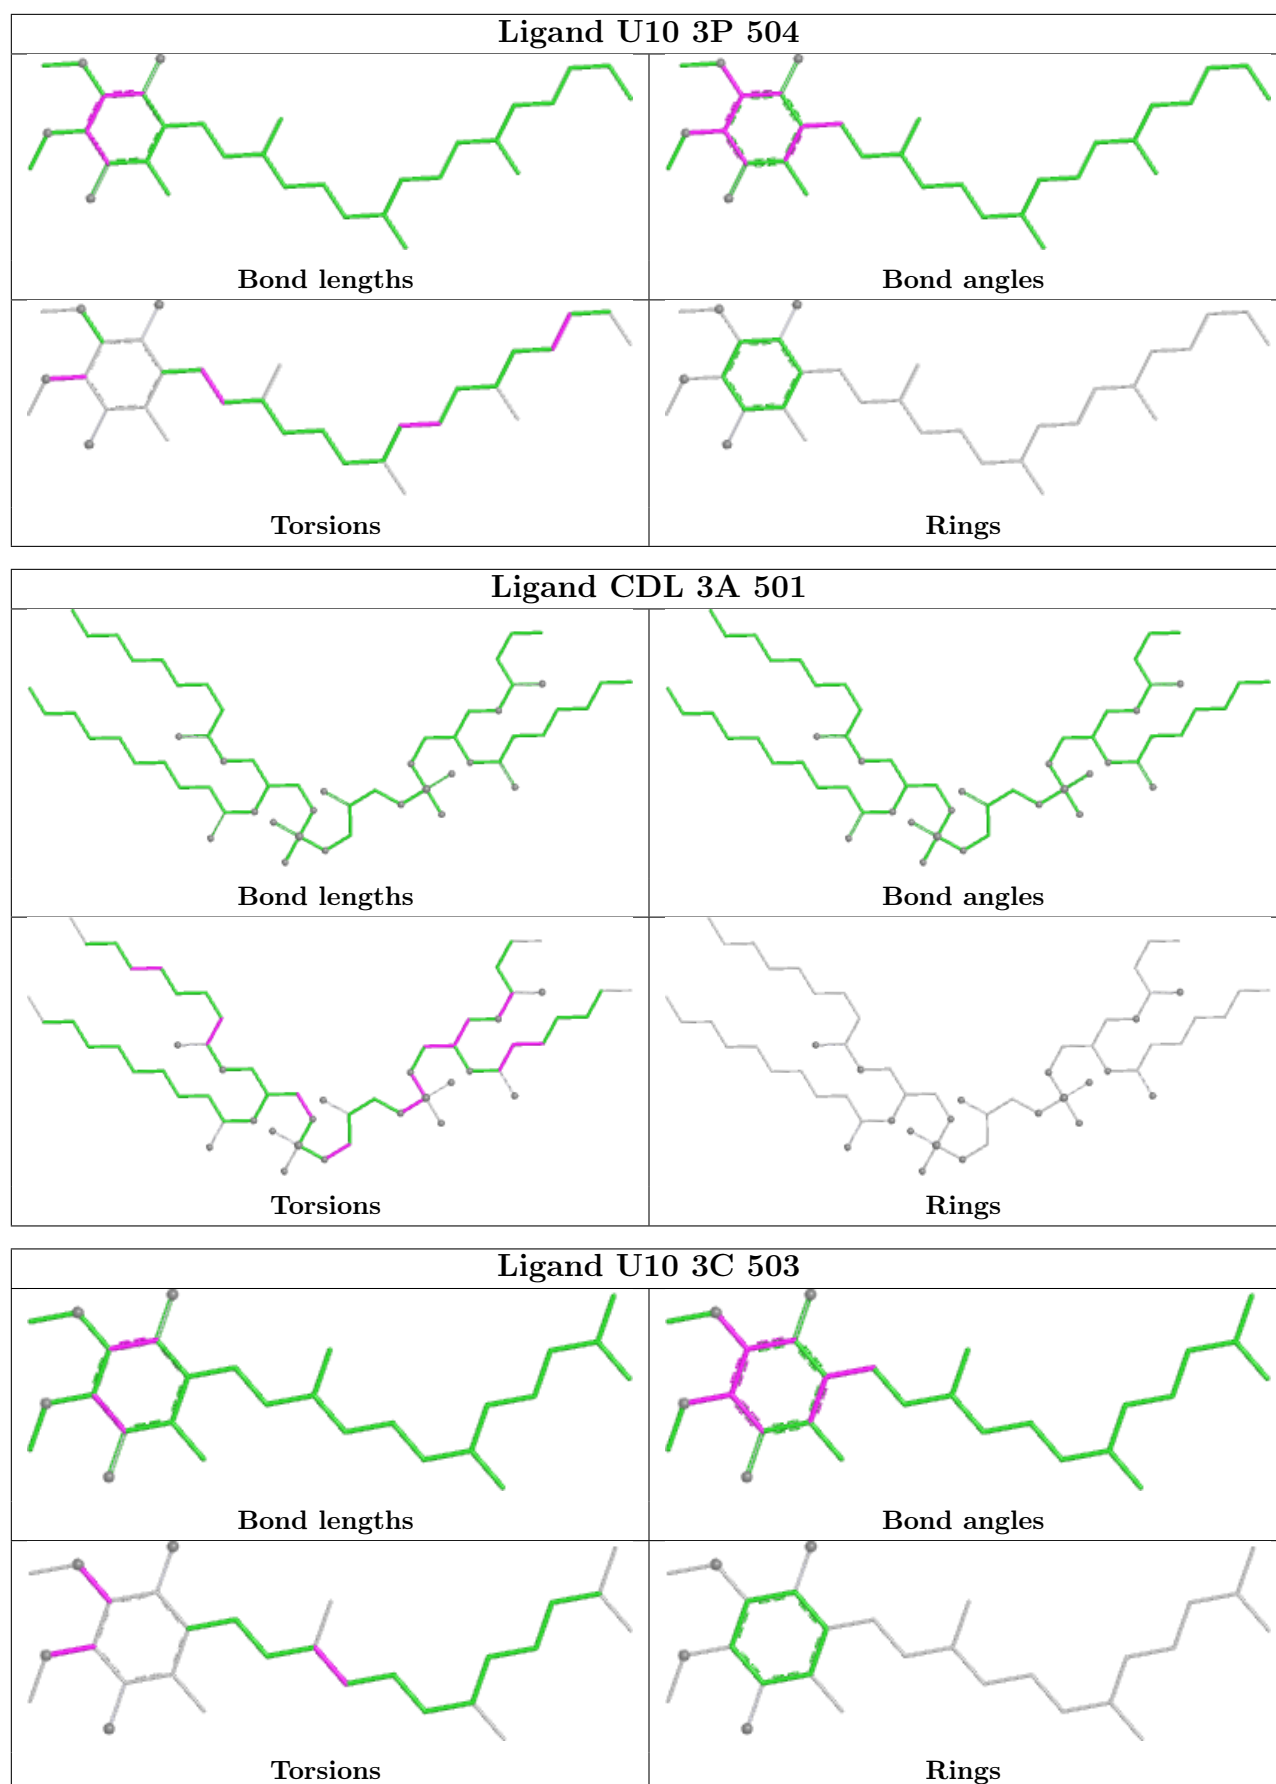 Ligand U10 3P 504
Bond lengths
Bond angles
Torsions
Rings
Ligand CDL 3A 501
Bond lengths
Bond angles
Torsions
Rings
Ligand U10 3C 503
Bond lengths
Bond angles
Torsions
Rings